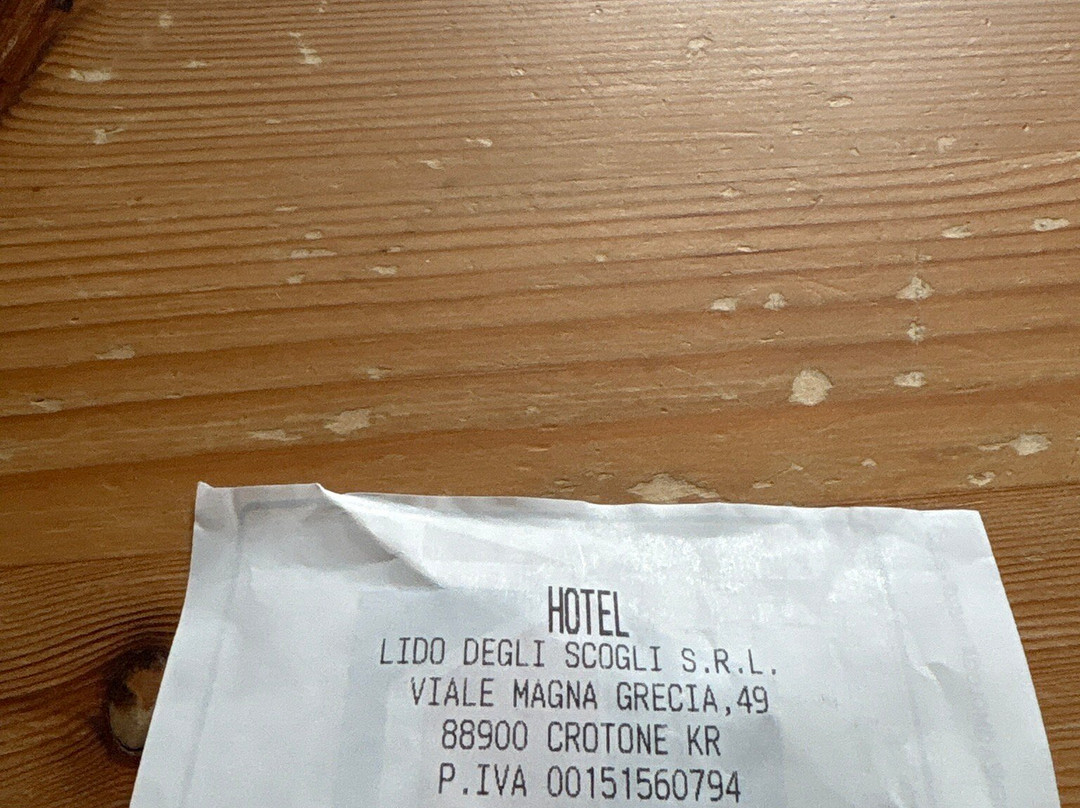 HOTEL
LIDO DEGLI SCOGLI S.R.L.
VIALE MAGNA GRECIA,49
88900 CROTONE KR
P.IVA 00151560794